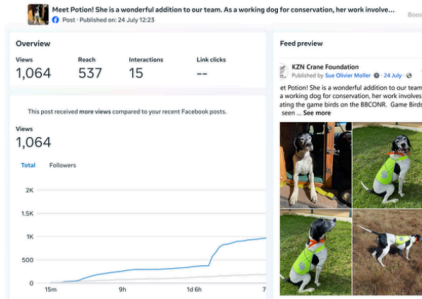 Meet Potion! She is a wonderful addition to our team. As a working dog for conservation, her work involve...
Post · Published on: 24 July 12:23
Boos
Overview
Views
Reach
Interactions
Link clicks
1,064
537
15
--
This post received more views compared to your recent Facebook posts.
Views
1,064
Total
Followers
2K
1.5K
1K
500
0
15m
9h
1d 6h
7
Feed preview
KZN Crane Foundation
Published by Sue Olivier Moller · 24 July ·
et Potion! She is a wonderful addition to our team
a working dog for conservation, her work involves
ating the game birds on the BBCONR. Game Birds
seen ... See more